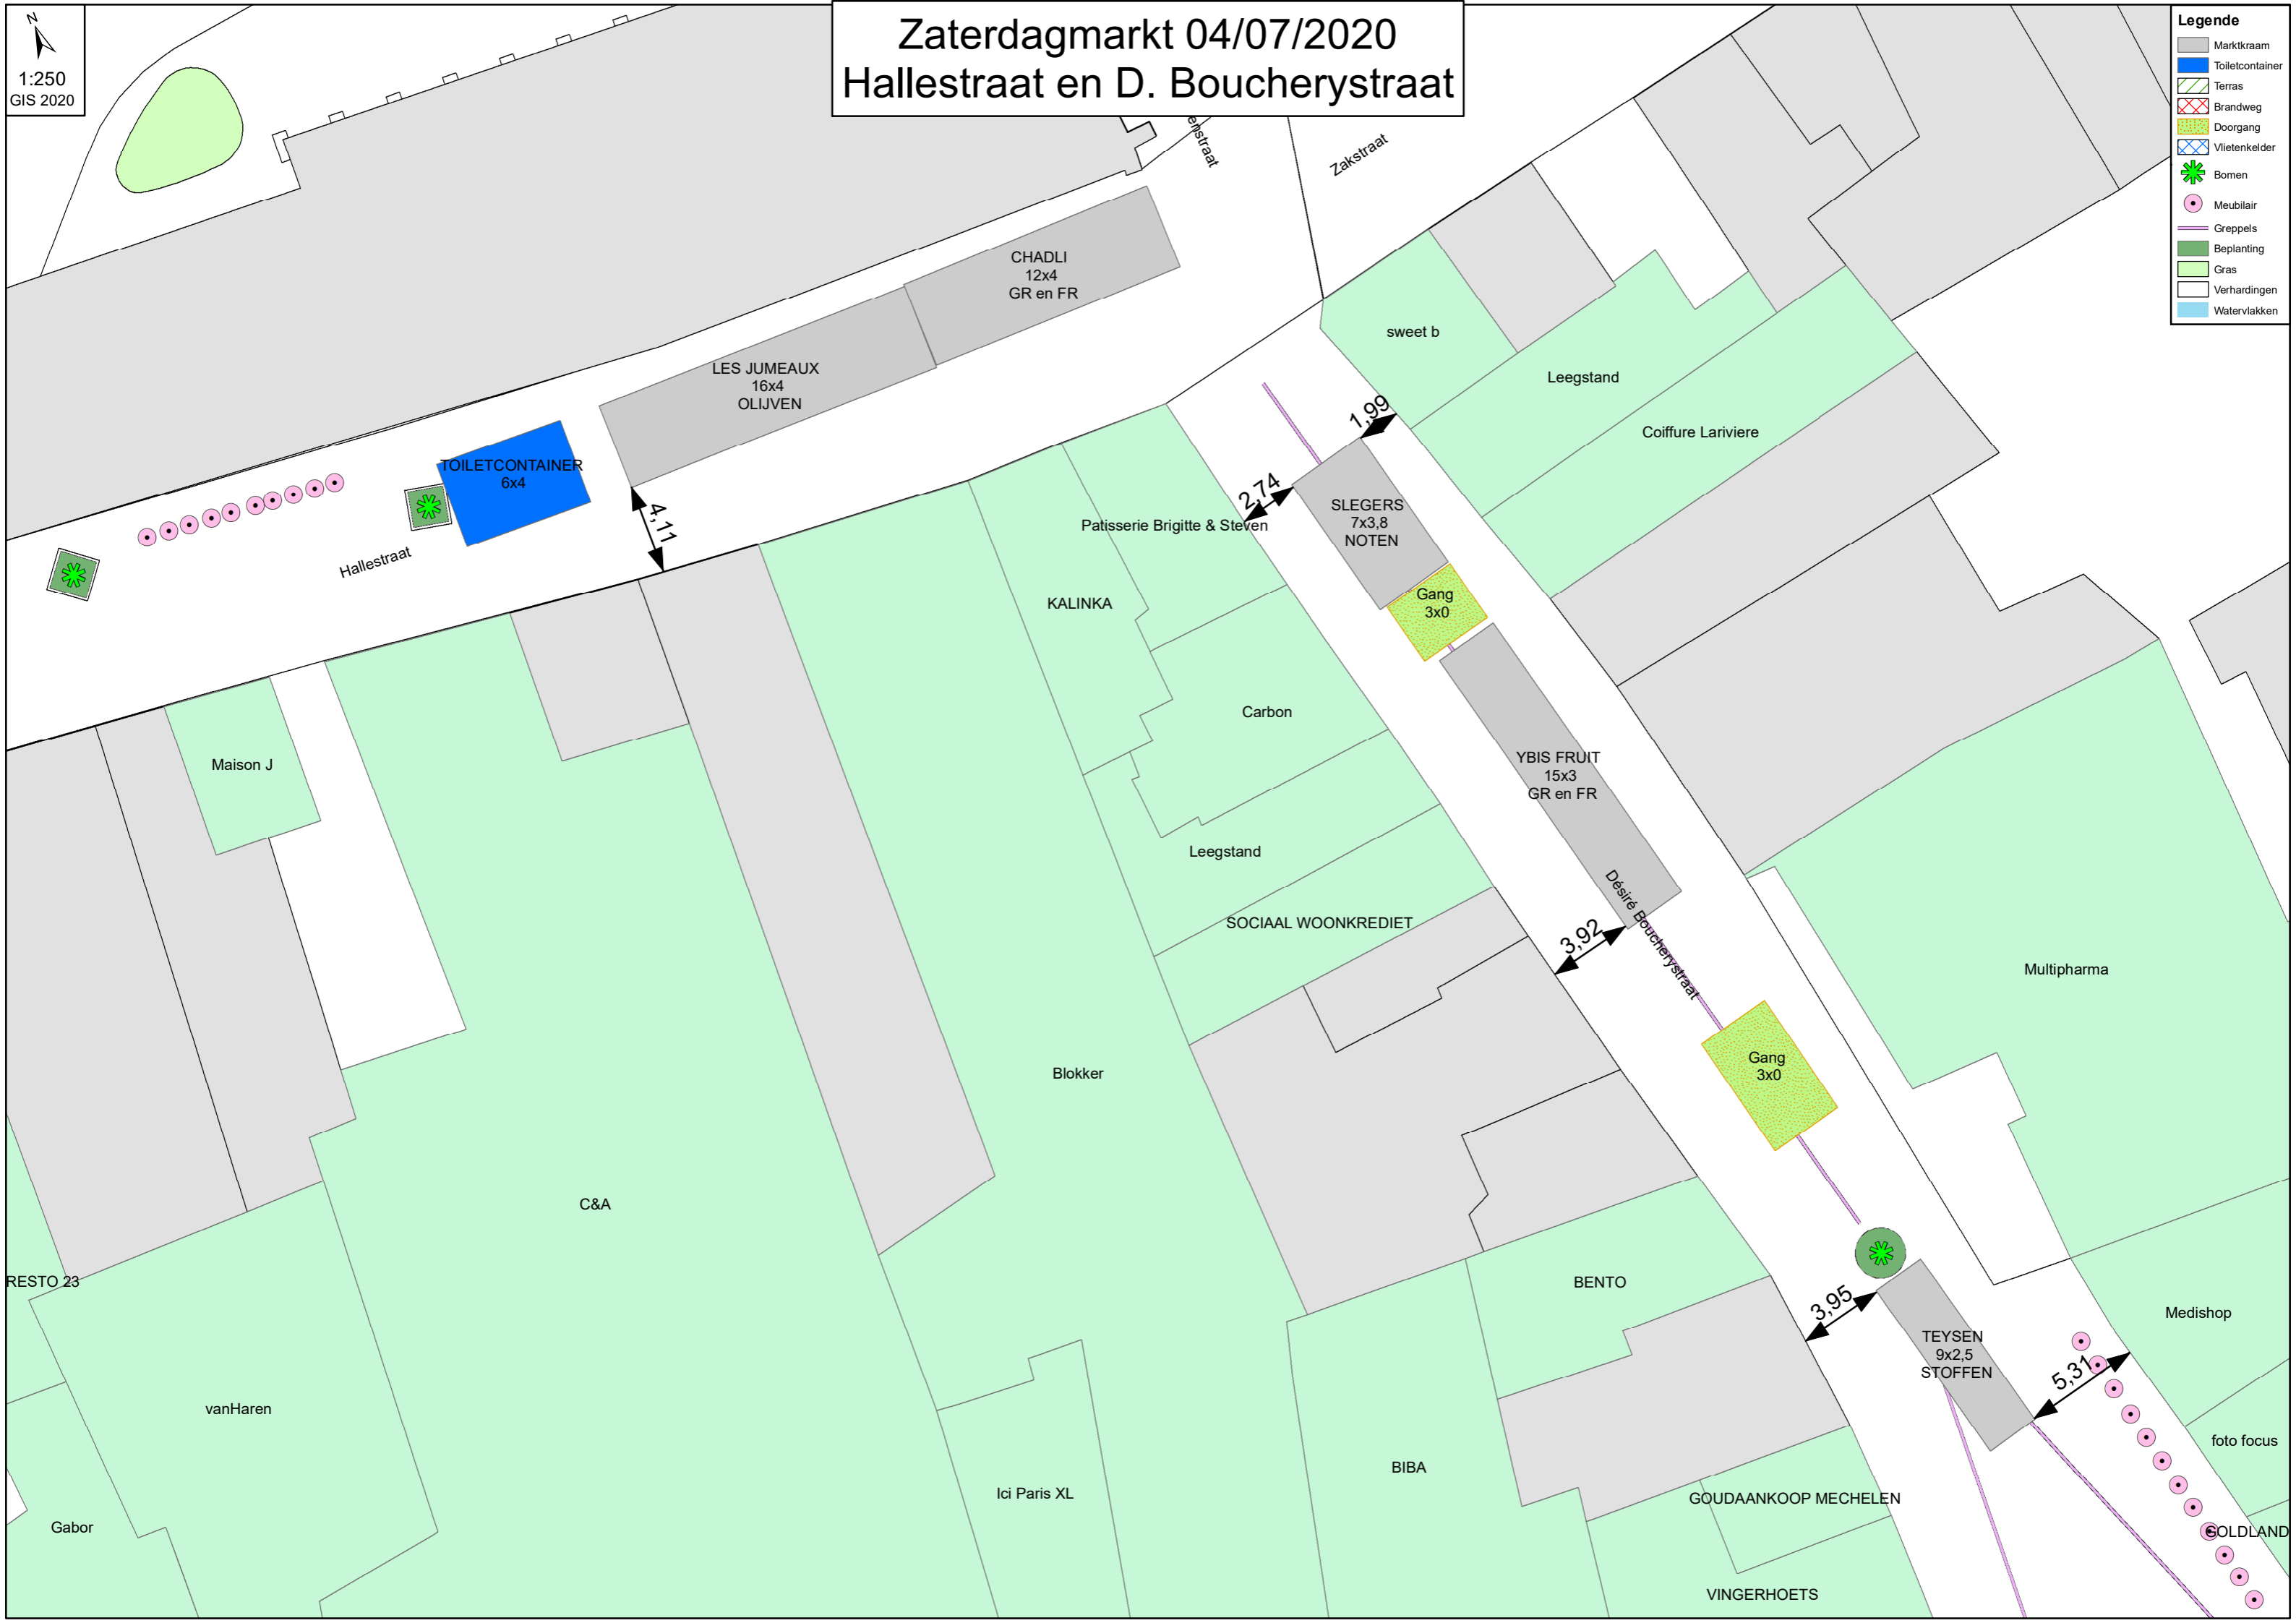 N
1:250
GIS 2020
Zaterdagmarkt 04/07/2020
Hallestraat en D. Boucherystraat
Legende
Marktkraam
Toiletcontainer
Terras
Brandweg
Doorgang
Vlietenkelder
Bomen
Meubilair
Greppels
Beplanting
Gras
Verhardingen
Watervlakken
enstraat
Zakstraat
CHADLI
12x4
GR en FR
LES JUMEAUX
16x4
OLIJVEN
TOILETCONTAINER
6x4
Hallestraat
4,11
sweet b
Leegstand
Coiffure Lariviere
1,99
2,74
SLEGERS
7x3,8
NOTEN
Patisserie Brigitte & Steven
Gang
3x0
KALINKA
Carbon
Maison J
YBIS FRUIT
15x3
GR en FR
Leegstand
SOCIAAL WOONKREDIET
Désiré Boucherystraat
3,92
Multipharma
Gang
3x0
Blokker
C&A
RESTO 23
BENTO
3,95
TEYSEN
9x2,5
STOFFEN
Medishop
5,31
vanHaren
foto focus
BIBA
Ici Paris XL
GOUDAANKOOP MECHELEN
Gabor
GOLDLAND
VINGERHOETS